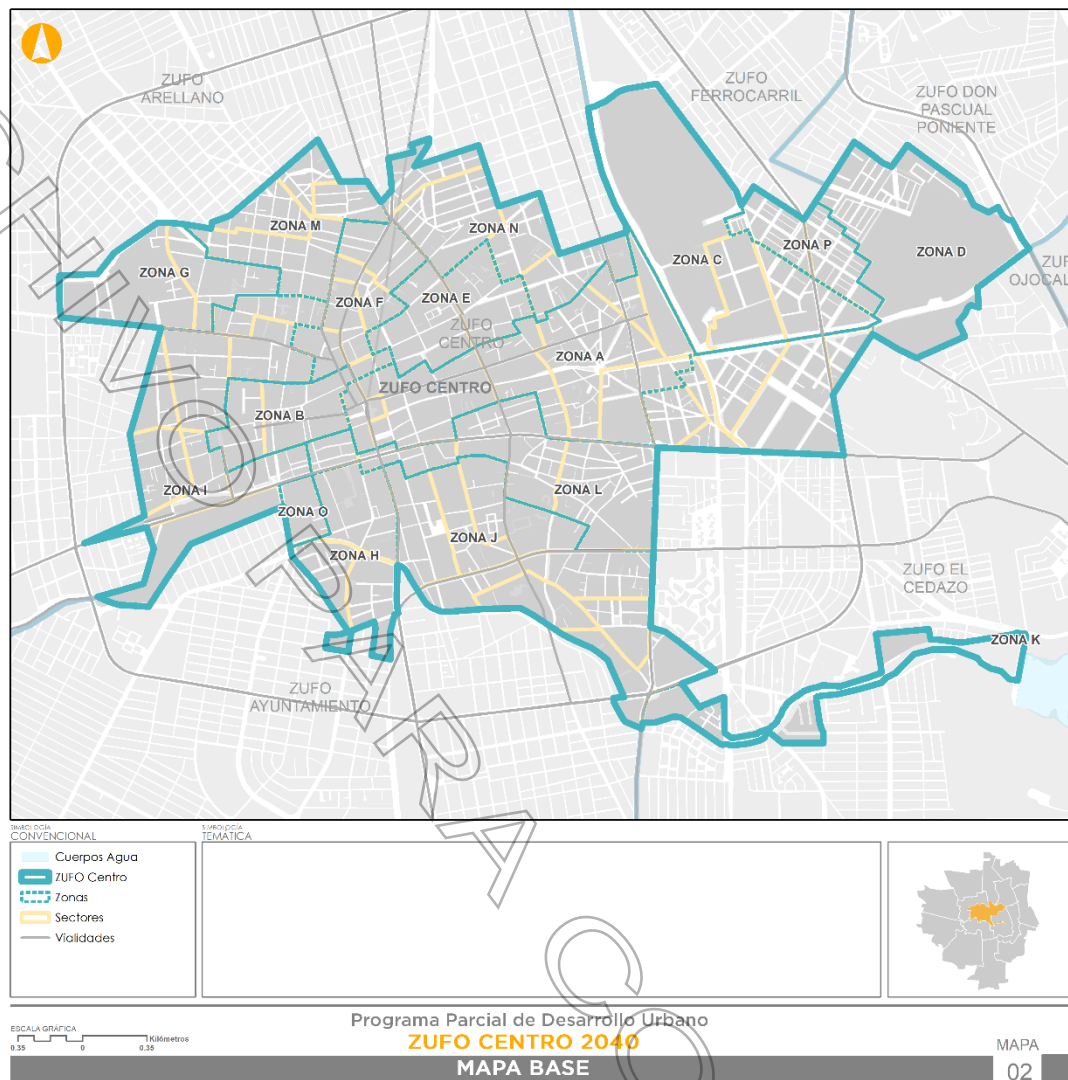 ZUFO
ARELLANO
ZUFO
FERROCARRIL
ZUFO DON
PASCUAL
PONIENTE
ZONA M
ZONA N
ZONA P
ZONA D
ZONA G
ZONA C
ZONA F
ZONA E
ZUFO
CENTRO
ZONA A
ZUFO CENTRO
ZONA B
ZONA I
ZONA L
ZONA O
ZONA J
ZONA H
ZUFO EL
CEDAZO
ZONA K
ZUFO
AYUNTAMIENTO
SIMBOLOGÍA
CONVENCIONAL
Cuerpos Agua
ZUFO Centro
Zonas
Sectores
Vialidades
SIMBOLOGÍA
TEMÁTICA
ESCALA GRÁFICA
0.35 0 0.35 Kilómetros
Programa Parcial de Desarrollo Urbano
ZUFO CENTRO 2040
MAPA BASE
MAPA
02